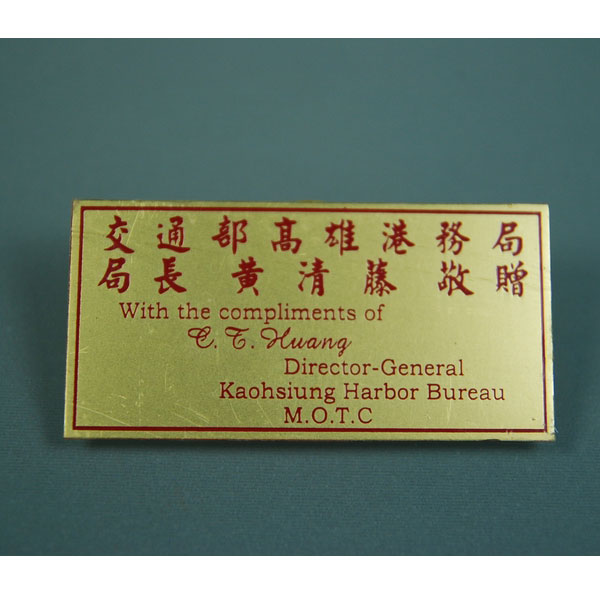 交通部高雄港務局
局長 黃清藤 敬贈
With the compliments of
C. T. Huang
Director-General
Kaohsiung Harbor Bureau
M.O.T.C